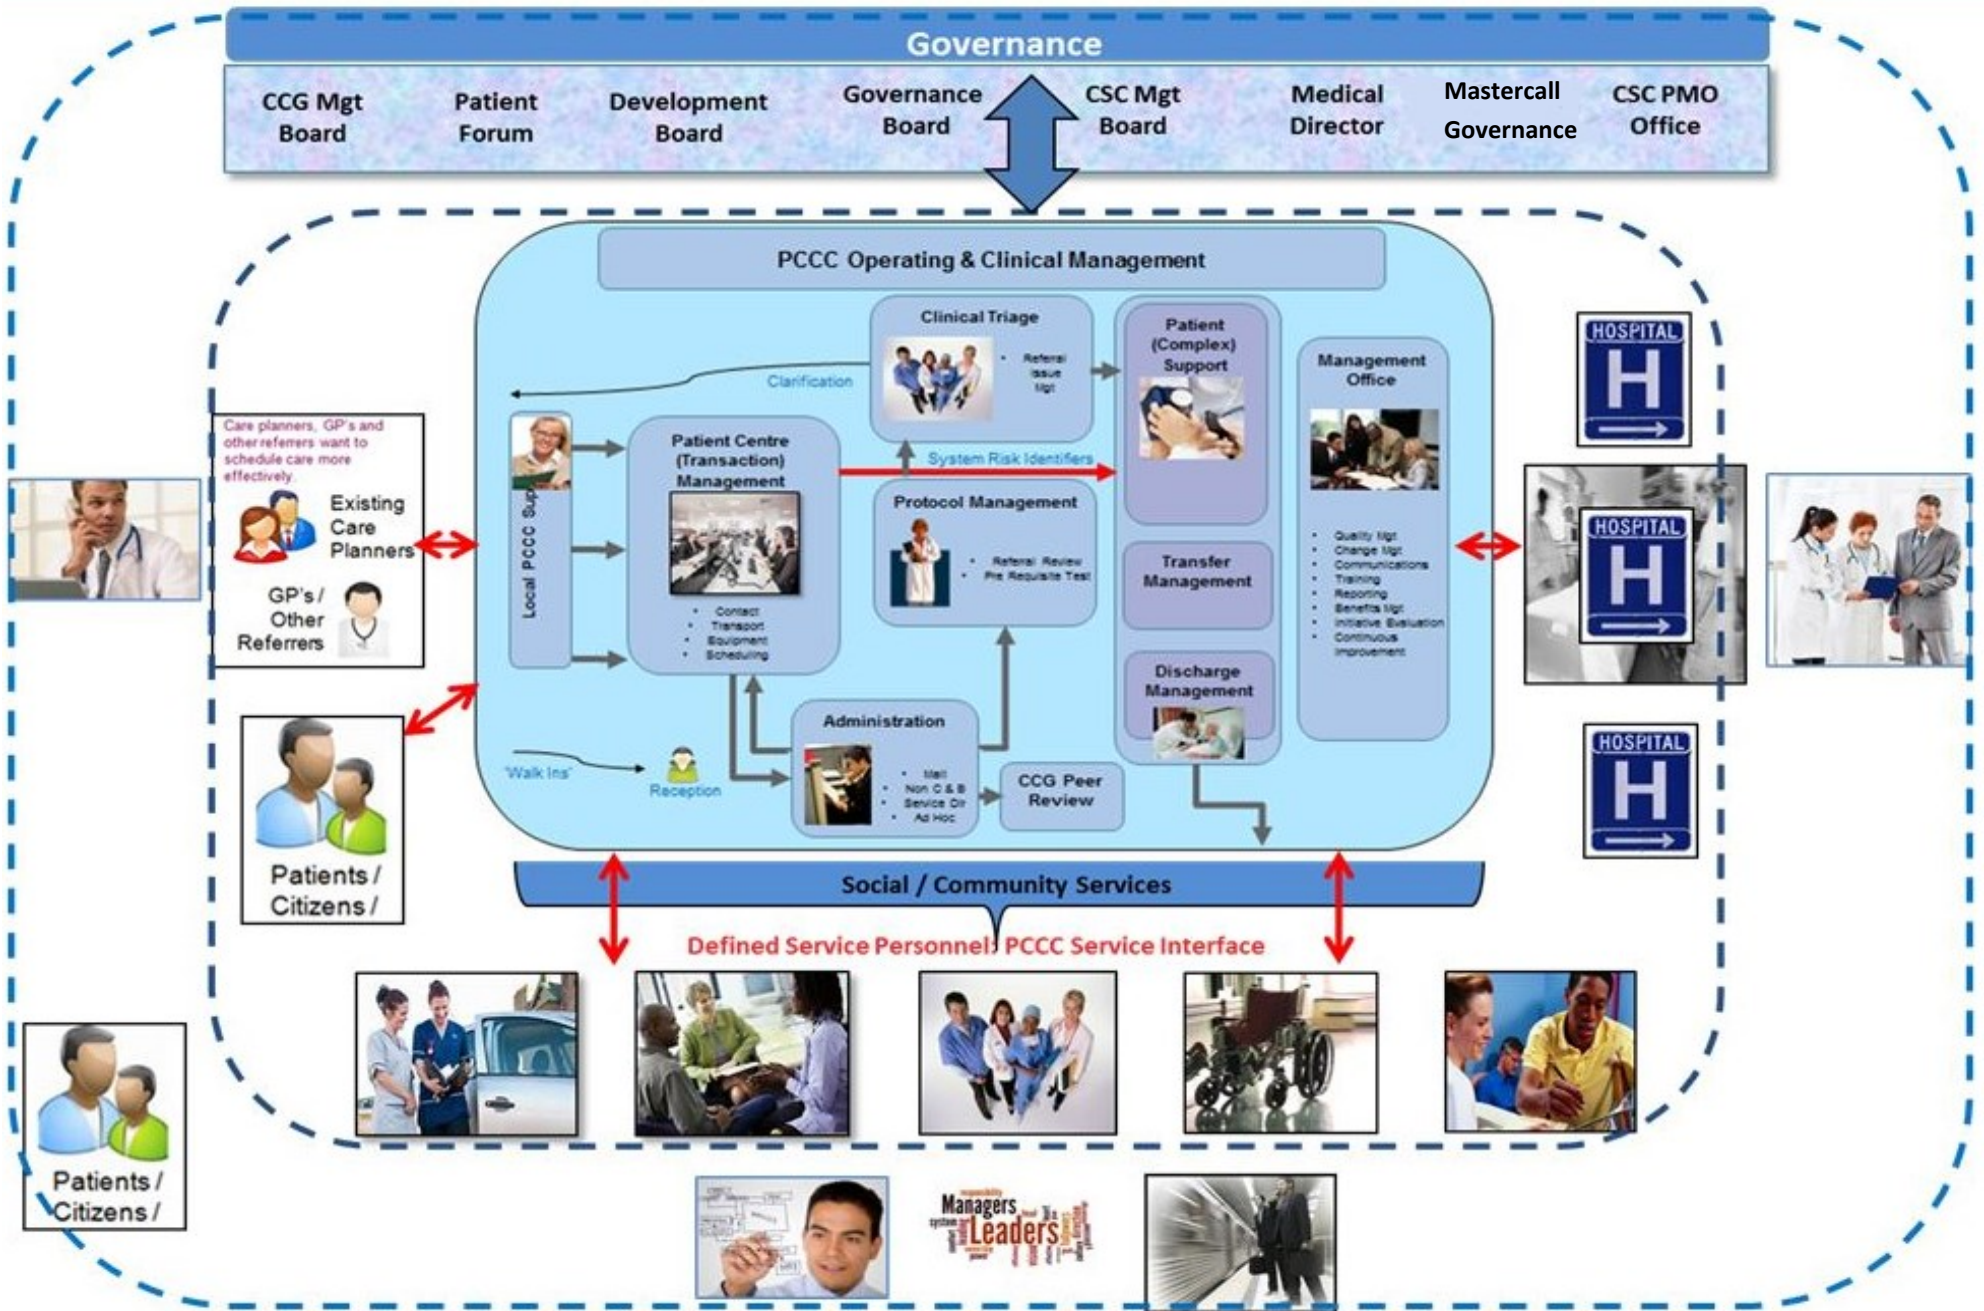 Governance
CCG Mgt
Board
Patient
Forum
Development
Board
Governance
Board
CSC Mgt
Board
Medical
Director
Mastercall
Governance
CSC PMO
Office
PCCC Operating & Clinical Management
Clinical Triage
• Referral
Issue
Mgt
Clarification
Patient
(Complex)
Support
Management
Office
• Quality Mgt
• Change Mgt
• Communications
• Training
• Reporting
• Benefits Mgt
• Initiative Evaluation
• Continuous
Improvement
Care planners, GP's and
other referrers want to
schedule care more
effectively.
Existing
Care
Planners
GP's /
Other
Referrers
Local PCCC Sup
Patient Centre
(Transaction)
Management
• Contact
• Transport
• Equipment
• Scheduling
System Risk Identifiers
Protocol Management
• Referral Review
• Pre Requisite Test
Transfer
Management
Discharge
Management
Administration
• Mail
• Non C & B
• Service Dir
• Ad Hoc
CCG Peer
Review
'Walk Ins'
Reception
HOSPITAL
H
HOSPITAL
H
HOSPITAL
H
Patients /
Citizens /
Social / Community Services
Defined Service Personnel: PCCC Service Interface
Patients /
Citizens /
responsibility
Managers
system
Leaders